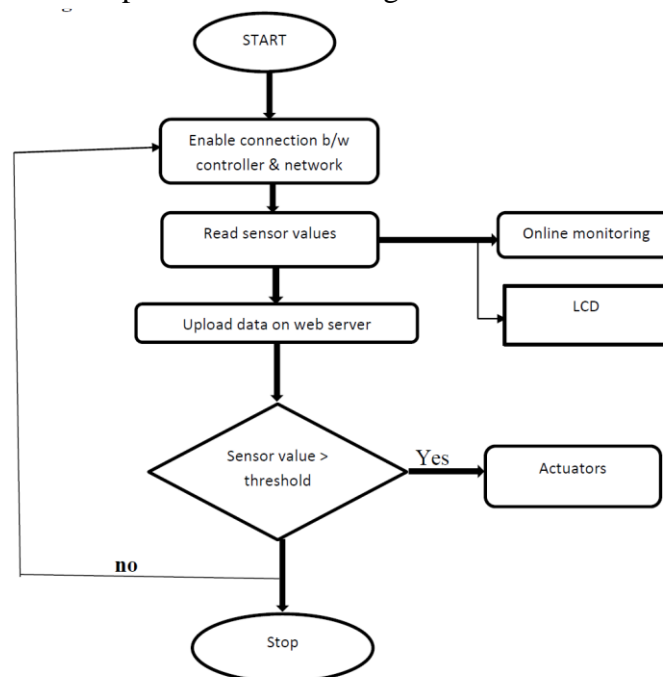 START
Enable connection b/w
controller & network
Read sensor values
Online monitoring
LCD
Upload data on web server
Sensor value >
threshold
Yes
Actuators
no
Stop